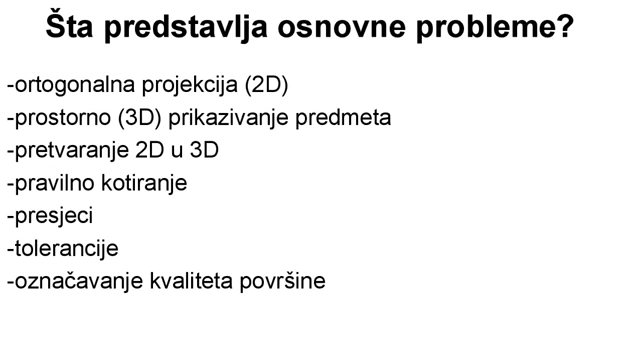 Šta predstavlja osnovne probleme?
-ortogonalna projekcija (2D)
-prostorno (3D) prikazivanje predmeta
-pretvaranje 2D u 3D
-pravilno kotiranje
-presjeci
-tolerancije
-označavanje kvaliteta površine